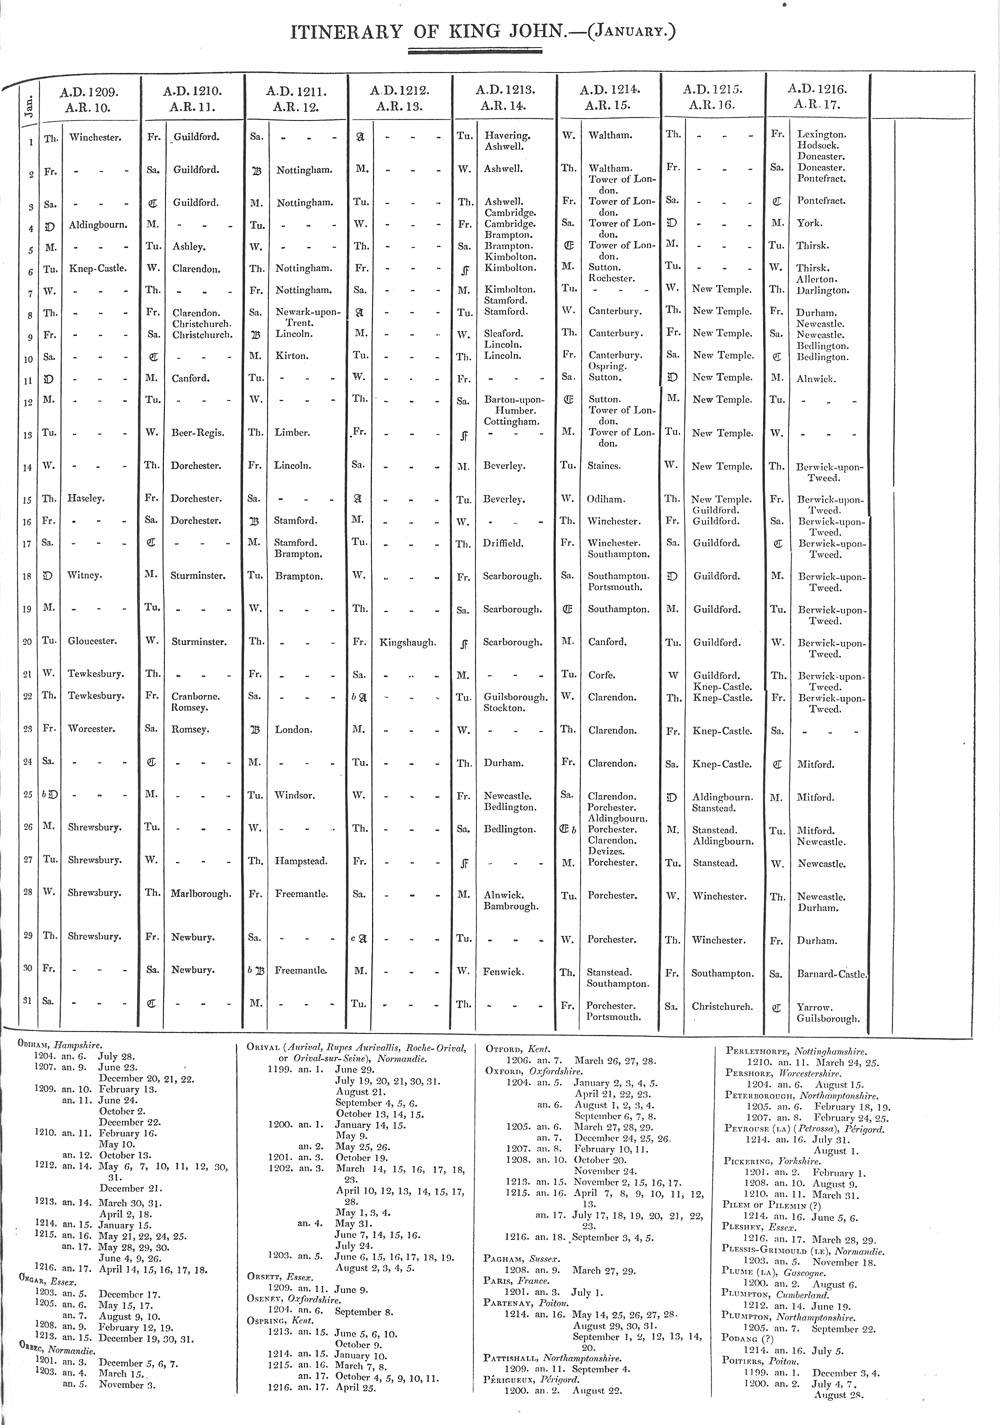 ITINERARY OF KING JOHN.—(JANUARY.)
Jan. A.D. 1209. A.D. 1210. A.D. 1211. A.D. 1212. A.D. 1213. A.D. 1214. A.D. 1215. A.D. 1216.
A.R. 10. A.R. 11. A.R. 12. A.R. 13. A.R. 14. A.R. 15. A.R. 16. A.R. 17.
1 Th. Winchester. Fr. Guildford. Sa. - - - A - - - Tu. Havering. W. Waltham. Th. - - - Fr. Lexington.
Ashwell. Hodsock.
Doncaster.
2 Fr. - - - Sa. Guildford. B Nottingham. M. - - - W. Ashwell. Th. Waltham. Fr. - - - Sa. Doncaster.
Tower of Lon- Pontefract.
don.
3 Sa. - - - C Guildford. M. Nottingham. Tu. - - - Th. Ashwell. Fr. Tower of Lon- Sa. - - - C Pontefract.
Cambridge. don.
4 D Aldingbourn. M. - - - Tu. - - - W. - - - Fr. Cambridge. Sa. Tower of Lon- D - - - M. York.
Brampton. don.
5 M. - - - Tu. Ashley. W. - - - Th. - - - Sa. Brampton. E Tower of Lon- M. - - - Tu. Thirsk.
Kimbolton. don.
6 Tu. Knep-Castle. W. Clarendon. Th. Nottingham. Fr. - - - ff Kimbolton. M. Sutton. Tu. - - - W. Thirsk.
Rochester. Allerton.
7 W. - - - Th. - - - Fr. Nottingham. Sa. - - - M. Kimbolton. Tu. - - - W. New Temple. Th. Darlington.
Stamford.
8 Th. - - - Fr. Clarendon. Sa. Newark-upon- A - - - Tu. Stamford. W. Canterbury. Th. New Temple. Fr. Durham.
Christchurch. Trent. Newcastle.
9 Fr. - - - Sa. Christchurch. B Lincoln. M. - - - W. Sleaford. Th. Canterbury. Fr. New Temple. Sa. Newcastle.
Lincoln. Bedlington.
10 Sa. - - - C - - - M. Kirton. Tu. - - - Th. Lincoln. Fr. Canterbury. Sa. New Temple. C Bedlington.
Ospring.
11 D - - - M. Canford. Tu. - - - W. - - - Fr. - - - Sa. Sutton. D New Temple. M. Alnwick.
12 M. - - - Tu. - - - W. - - - Th. - - - Sa. Barton-upon- E Sutton. M. New Temple. Tu. - - -
Humber. Tower of Lon-
Cottingham. don.
13 Tu. - - - W. Beer-Regis. Th. Limber. Fr. - - - ff - - - M. Tower of Lon- Tu. New Temple. W. - - -
don.
14 W. - - - Th. Dorchester. Fr. Lincoln. Sa. - - - M. Beverley. Tu. Staines. W. New Temple. Th. Berwick-upon-
Tweed.
15 Th. Haseley. Fr. Dorchester. Sa. - - - A - - - Tu. Beverley. W. Odiham. Th. New Temple. Fr. Berwick-upon-
Guildford. Tweed.
16 Fr. - - - Sa. Dorchester. B Stamford. M. - - - W. - - - Th. Winchester. Fr. Guildford. Sa. Berwick-upon-
Tweed.
17 Sa. - - - C - - - M. Stamford. Tu. - - - Th. Driffield. Fr. Winchester. Sa. Guildford. C Berwick-upon-
Brampton. Southampton. Tweed.
18 D Witney. M. Sturminster. Tu. Brampton. W. - - - Fr. Scarborough. Sa. Southampton. D Guildford. M. Berwick-upon-
Portsmouth. Tweed.
19 M. - - - Tu. - - - W. - - - Th. - - - Sa. Scarborough. E Southampton. M. Guildford. Tu. Berwick-upon-
Tweed.
20 Tu. Gloucester. W. Sturminster. Th. - - - Fr. Kingshaugh. ff Scarborough. M. Canford. Tu. Guildford. W. Berwick-upon-
Tweed.
21 W. Tewkesbury. Th. - - - Fr. - - - Sa. - - - M. - - - Tu. Corfe. W Guildford. Th. Berwick-upon-
Knep-Castle. Tweed.
22 Th. Tewkesbury. Fr. Cranborne. Sa. - - - b A - - - Tu. Guilsborough. W. Clarendon. Th. Knep-Castle. Fr. Berwick-upon-
Romsey. Stockton. Tweed.
23 Fr. Worcester. Sa. Romsey. B London. M. - - - W. - - - Th. Clarendon. Fr. Knep-Castle. Sa. - - -
24 Sa. - - - C - - - M. - - - Tu. - - - Th. Durham. Fr. Clarendon. Sa. Knep-Castle. C Mitford.
25 b D - - - M. - - - Tu. Windsor. W. - - - Fr. Newcastle. Sa. Clarendon. D Aldingbourn. M. Mitford.
Bedlington. Porchester. Stanstead.
Aldingbourn.
26 M. Shrewsbury. Tu. - - - W. - - - Th. - - - Sa. Bedlington. E b Porchester. M. Stanstead. Tu. Mitford.
Clarendon. Aldingbourn. Newcastle.
Devizes.
27 Tu. Shrewsbury. W. - - - Th. Hampstead. Fr. - - - ff - - - M. Porchester. Tu. Stanstead. W. Newcastle.
28 W. Shrewsbury. Th. Marlborough. Fr. Freemantle. Sa. - - - M. Alnwick. Tu. Porchester. W. Winchester. Th. Newcastle.
Bambrough. Durham.
29 Th. Shrewsbury. Fr. Newbury. Sa. - - - c A - - - Tu. - - - W. Porchester. Th. Winchester. Fr. Durham.
30 Fr. - - - Sa. Newbury. b B Freemantle. M. - - - W. Fenwick. Th. Stanstead. Fr. Southampton. Sa. Barnard-Castle.
Southampton.
31 Sa. - - - C - - - M. - - - Tu. - - - Th. - - - Fr. Porchester. Sa. Christchurch. C Yarrow.
Portsmouth. Guilsborough.
ODIHAM, Hampshire.
1204. an. 6. July 28.
1207. an. 9. June 23.
December 20, 21, 22.
1209. an. 10. February 13.
an. 11. June 24.
October 2.
December 22.
1210. an. 11. February 16.
May 10.
an. 12. October 13.
1212. an. 14. May 6, 7, 10, 11, 12, 30,
31.
December 21.
1213. an. 14. March 30, 31.
April 2, 18.
1214. an. 15. January 15.
1215. an. 16. May 21, 22, 24, 25.
an. 17. May 28, 29, 30.
June 4, 9, 26.
1216. an. 17. April 14, 15, 16, 17, 18.
ONGAR, Essex.
1203. an. 5. December 17.
1205. an. 6. May 15, 17.
an. 7. August 9, 10.
1208. an. 9. February 12, 19.
1213. an. 15. December 19, 30, 31.
ORBEC, Normandie.
1201. an. 3. December 5, 6, 7.
1203. an. 4. March 15.
an. 5. November 3.
ORIVAL (Aurival, Rupes Aurivallis, Roche-Orival,
or Orival-sur-Seine), Normandie.
1199. an. 1. June 29.
July 19, 20, 21, 30, 31.
August 21.
September 4, 5, 6.
October 13, 14, 15.
1200. an. 1. January 14, 15.
May 9.
an. 2. May 25, 26.
1201. an. 3. October 19.
1202. an. 3. March 14, 15, 16, 17, 18,
23.
April 10, 12, 13, 14, 15, 17,
28.
May 1, 3, 4.
an. 4. May 31.
June 7, 14, 15, 16.
July 24.
1203. an. 5. June 6, 15, 16, 17, 18, 19.
August 2, 3, 4, 5.
ORSETT, Essex.
1209. an. 11. June 9.
OSENEY, Oxfordshire.
1204. an. 6. September 8.
OSPRING, Kent.
1213. an. 15. June 5, 6, 10.
October 9.
1214. an. 15. January 10.
1215. an. 16. March 7, 8.
an. 17. October 4, 5, 9, 10, 11.
1216. an. 17. April 25.
OTFORD, Kent.
1206. an. 7. March 26, 27, 28.
OXFORD, Oxfordshire.
1204. an. 5. January 2, 3, 4, 5.
April 21, 22, 23.
an. 6. August 1, 2, 3, 4.
September 6, 7, 8.
1205. an. 6. March 27, 28, 29.
an. 7. December 24, 25, 26.
1207. an. 8. February 10, 11.
1208. an. 10. October 20.
November 24.
1213. an. 15. November 2, 15, 16, 17.
1215. an. 16. April 7, 8, 9, 10, 11, 12,
13.
an. 17. July 17, 18, 19, 20, 21, 22,
23.
1216. an. 18. September 3, 4, 5.
PAGHAM, Sussex.
1208. an. 9. March 27, 29.
PARIS, France.
1201. an. 3. July 1.
PARTENAY, Poitou.
1214. an. 16. May 14, 25, 26, 27, 28.
August 29, 30, 31.
September 1, 2, 12, 13, 14,
20.
PATTISHALL, Northamptonshire.
1209. an. 11. September 4.
PÉRIGUEUX, Périgord.
1200. an. 2. August 22.
PERLETHORPE, Nottinghamshire.
1210. an. 11. March 24, 25.
PERSHORE, Worcestershire.
1204. an. 6. August 15.
PETERBOROUGH, Northamptonshire.
1205. an. 6. February 18, 19.
1207. an. 8. February 24, 25.
PEYROUSE (LA) (Petrossa), Périgord.
1214. an. 16. July 31.
August 1.
PICKERING, Yorkshire.
1201. an. 2. February 1.
1208. an. 10. August 9.
1210. an. 11. March 31.
PILEM or PILEMIN (?)
1214. an. 16. June 5, 6.
PLESHEY, Essex.
1216. an. 17. March 28, 29.
PLESSIS-GRIMOULD (LE), Normandie.
1203. an. 5. November 18.
PLUME (LA), Gascogne.
1200. an. 2. August 6.
PLUMPTON, Cumberland.
1212. an. 14. June 19.
PLUMPTON, Northamptonshire.
1205. an. 7. September 22.
PODANG (?)
1214. an. 16. July 5.
POITIERS, Poitou.
1199. an. 1. December 3, 4.
1200. an. 2. July 4, 7.
August 28.